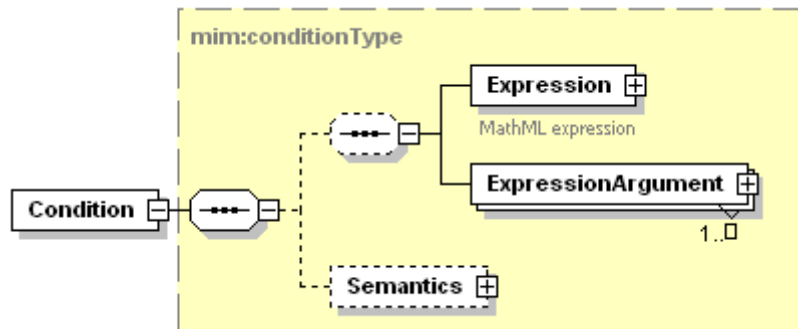 mim:conditionType
Expression
MathML expression
ExpressionArgument
1..▯
Condition
Semantics